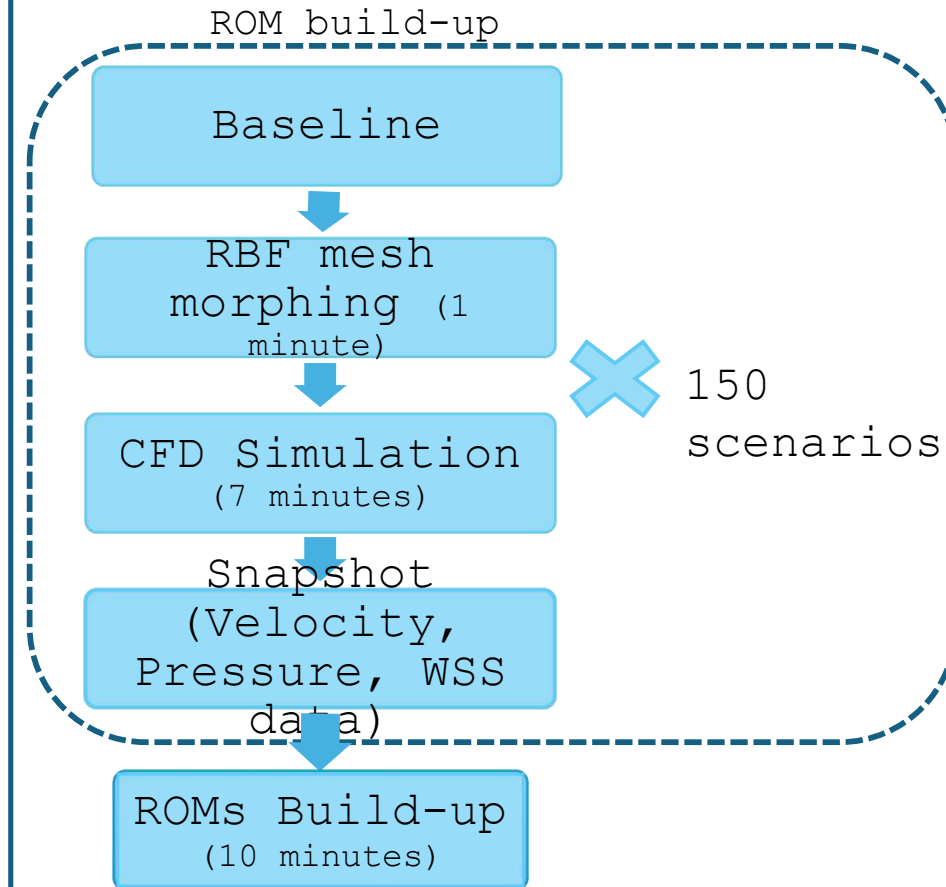 ROM build-up
Baseline
RBF mesh
morphing (1
minute)
150
scenarios
CFD Simulation
(7 minutes)
Snapshot
(Velocity,
Pressure, WSS
data)
ROMs Build-up
(10 minutes)